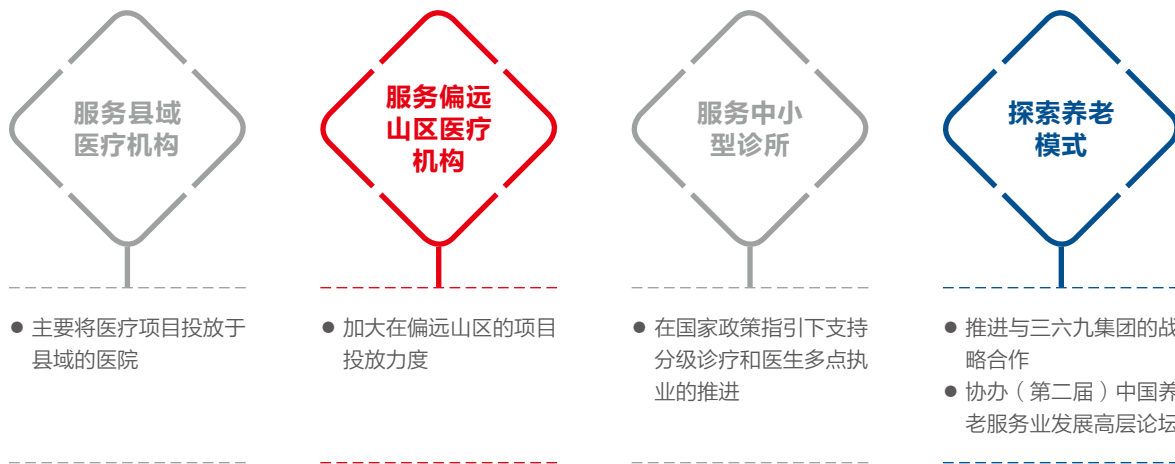 服务县域
医疗机构
● 主要将医疗项目投放于
县域的医院
服务偏远
山区医疗
机构
● 加大在偏远山区的项目
投放力度
服务中小
型诊所
● 在国家政策指引下支持
分级诊疗和医生多点执
业的推进
探索养老
模式
● 推进与三六九集团的战
略合作
● 协办（第二届）中国养
老服务业发展高层论坛